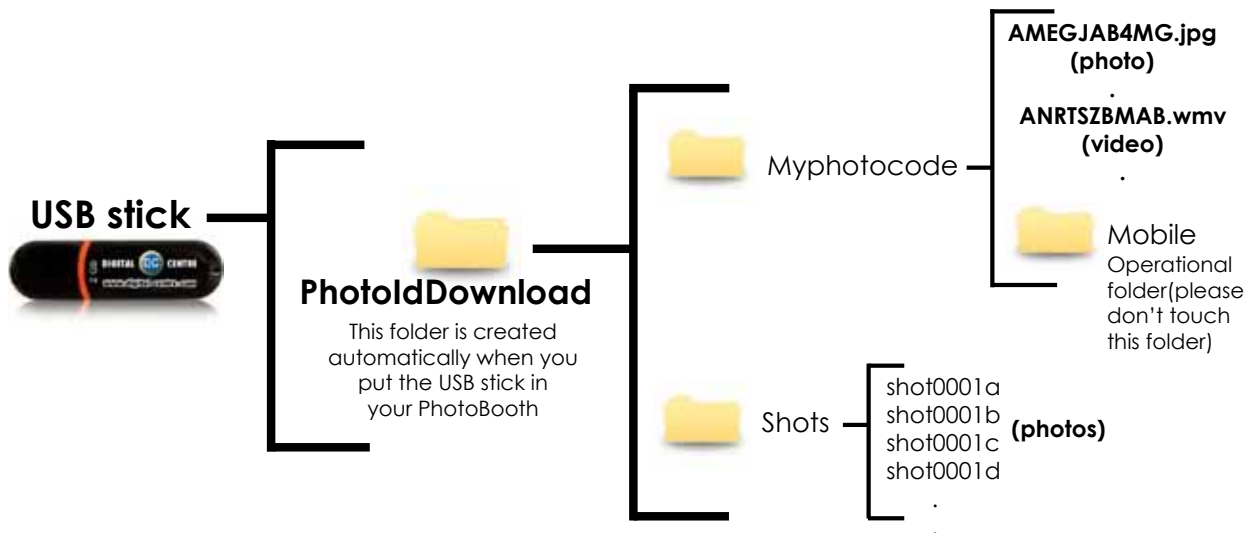 USB stick
DIGITAL DC CENTRE
PhotoIdDownload
This folder is created
automatically when you
put the USB stick in
your PhotoBooth
Myphotocode
AMEGJAB4MG.jpg
(photo)
.
ANRTSZBMAB.wmv
(video)
.
Mobile
Operational
folder(please
don't touch
this folder)
Shots
shot0001a
shot0001b
shot0001c
shot0001d
(photos)
.
.